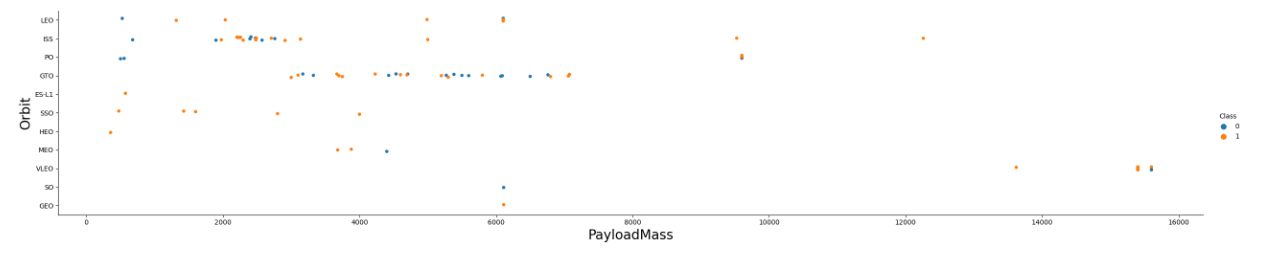 Orbit
LEO
ISS
PO
GTO
ES-L1
SSO
HEO
MEO
VLEO
SO
GEO
0 2000 4000 6000 8000 10000 12000 14000 16000
PayloadMass
Class
0
1